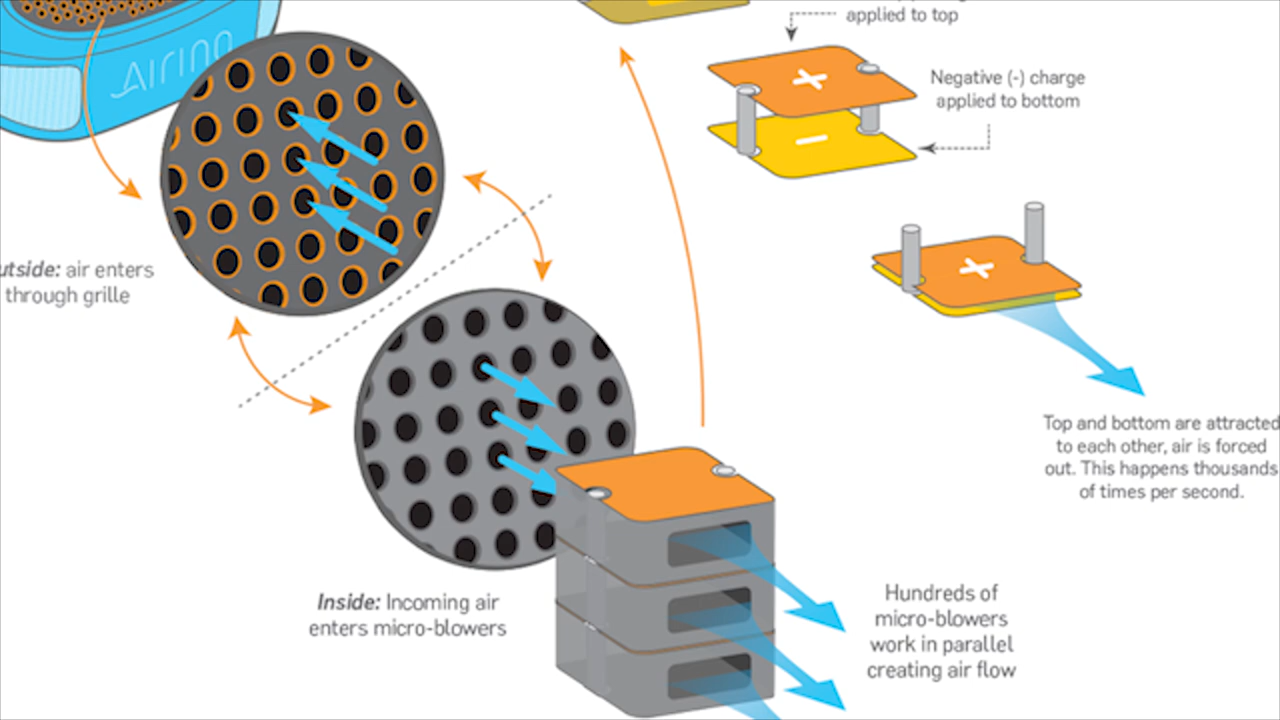 applied to top
Negative (-) charge
applied to bottom
Airing
utside: air enters
through grille
Top and bottom are attracted
to each other, air is forced
out. This happens thousands
of times per second.
Inside: Incoming air
enters micro-blowers
Hundreds of
micro-blowers
work in parallel
creating air flow